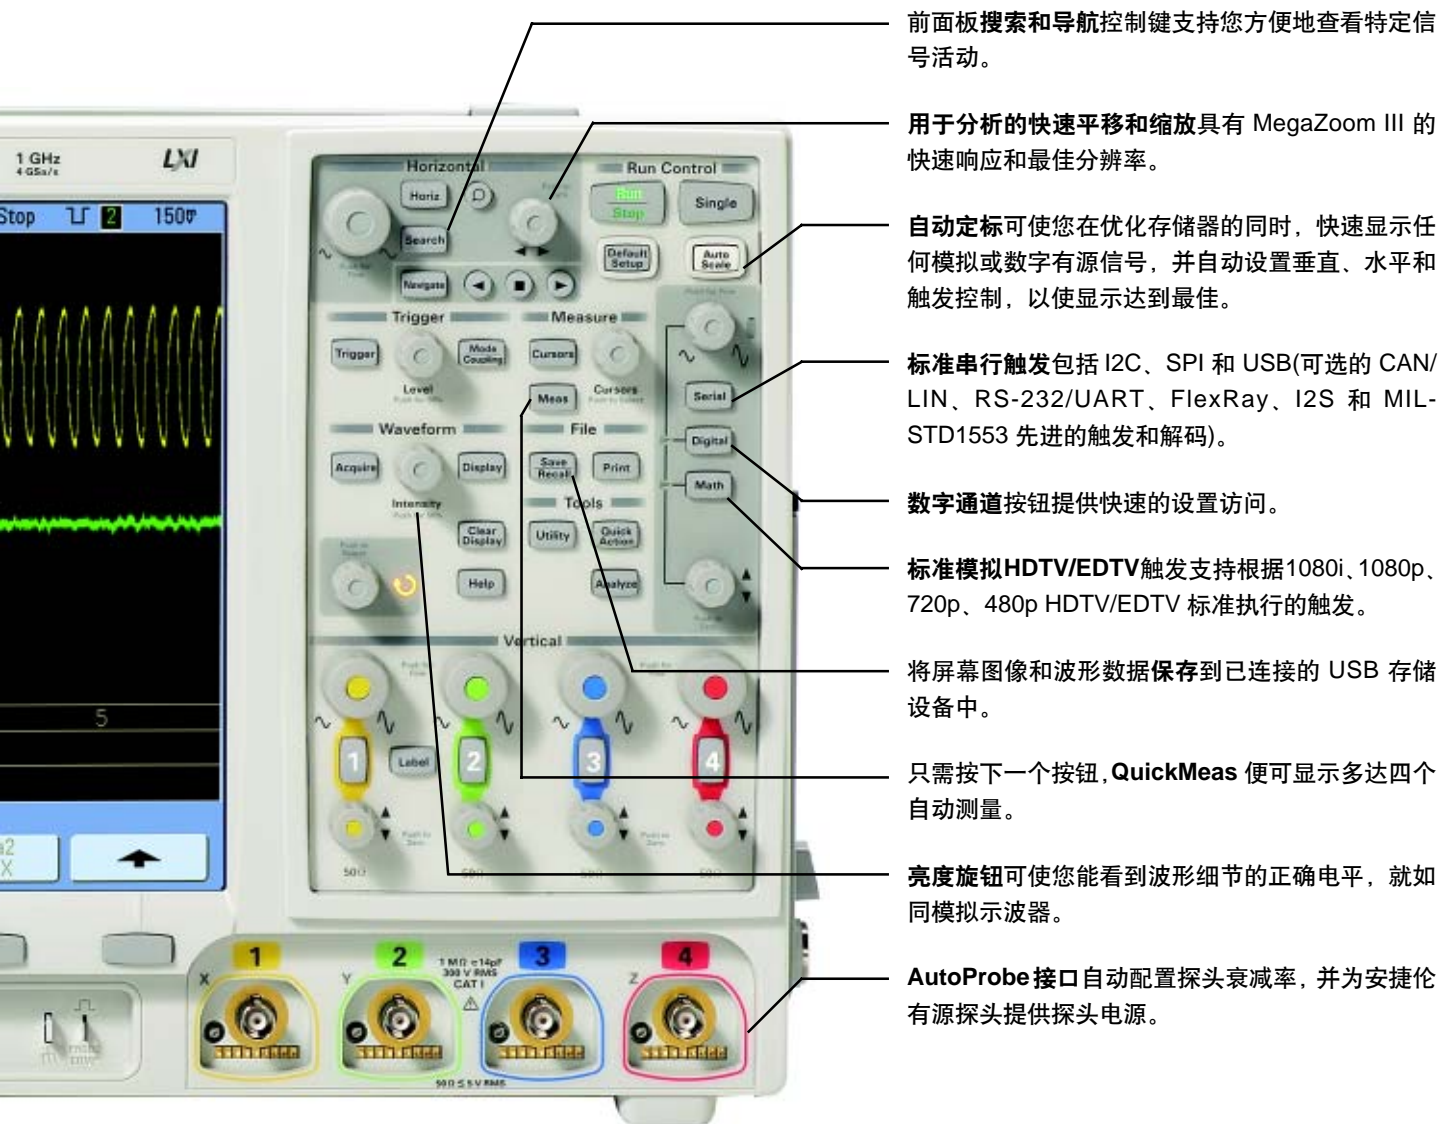 前面板搜索和导航控制键支持您方便地查看特定信
号活动。
用于分析的快速平移和缩放具有 MegaZoom III 的
快速响应和最佳分辨率。
自动定标可使您在优化存储器的同时，快速显示任
何模拟或数字有源信号，并自动设置垂直、水平和
触发控制，以使显示达到最佳。
标准串行触发包括 I2C、SPI 和 USB(可选的 CAN/
LIN、RS-232/UART、FlexRay、I2S 和 MIL-
STD1553 先进的触发和解码)。
数字通道按钮提供快速的设置访问。
标准模拟HDTV/EDTV触发支持根据1080i、1080p、
720p、480p HDTV/EDTV 标准执行的触发。
将屏幕图像和波形数据保存到已连接的 USB 存储
设备中。
只需按下一个按钮，QuickMeas 便可显示多达四个
自动测量。
亮度旋钮可使您能看到波形细节的正确电平，就如
同模拟示波器。
AutoProbe 接口自动配置探头衰减率，并为安捷伦
有源探头提供探头电源。
1 GHz
4 GSa/s
LXI
Stop 2 150
5
a2
X
Horizontal
Horiz
Search
Navigate
Run Control
Run
Stop
Single
Default
Setup
Auto
Scale
Trigger
Trigger
Mode
Coupling
Level
Measure
Cursors
Meas
Cursors
Serial
Digital
Math
Waveform
Acquire
Display
Intensity
Clear
Display
Help
File
Save
Recall
Print
Tools
Utility
Quick
Action
Analyze
Vertical
1
Label
2
3
4
50Ω
50Ω
50Ω
50Ω
1
2
3
4
X
Y
Z
1 MΩ ≅14pF
300 V RMS
CAT I
50 Ω ≤ 5 V RMS